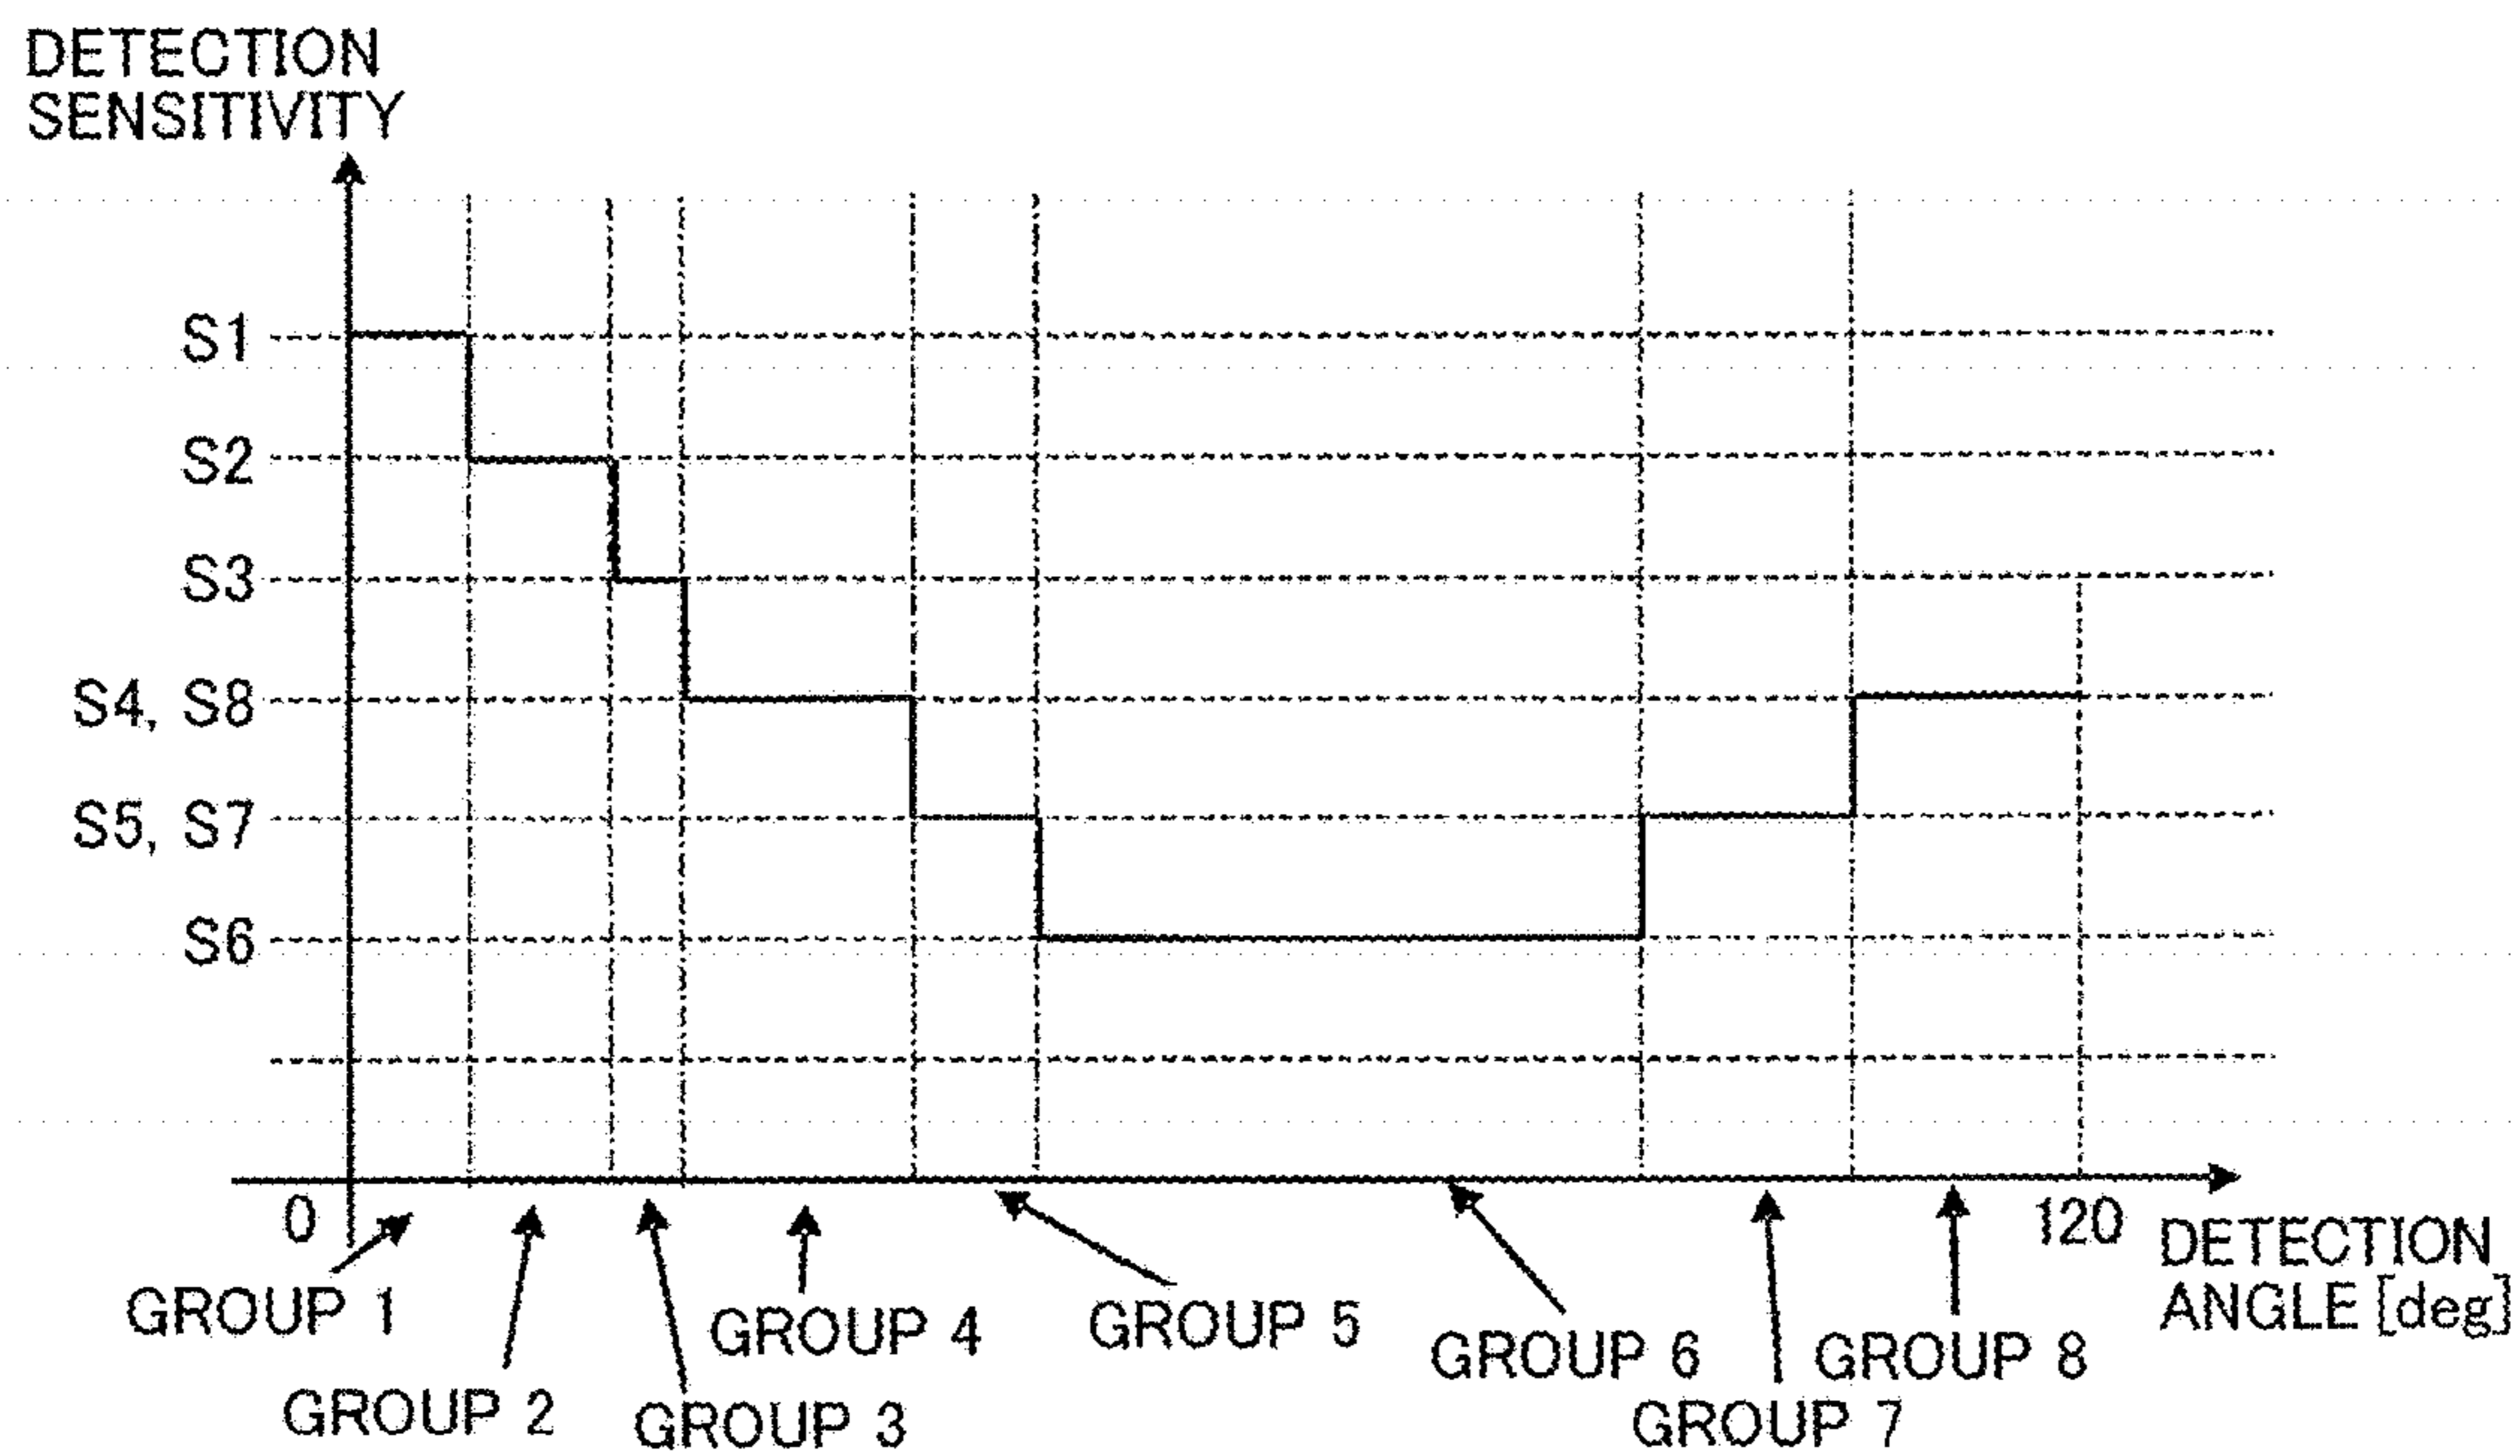 DETECTION
SENSITIVITY
S1
S2
S3
S4, S8
S5, S7
S6
0
120
DETECTION
ANGLE [deg]
GROUP 1
GROUP 2
GROUP 3
GROUP 4
GROUP 5
GROUP 6
GROUP 7
GROUP 8